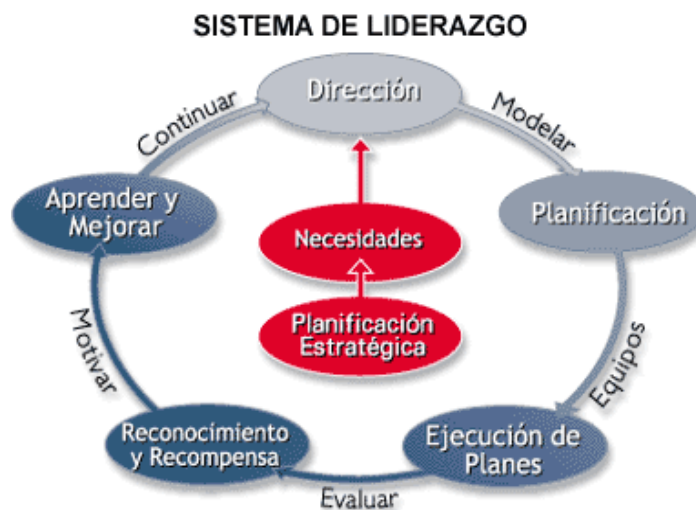 SISTEMA DE LIDERAZGO
Dirección
Continuar
Modelar
Aprender y
Mejorar
Planificación
Necesidades
Planificación
Estratégica
Motivar
Equipos
Reconocimiento
y Recompensa
Ejecución de
Planes
Evaluar